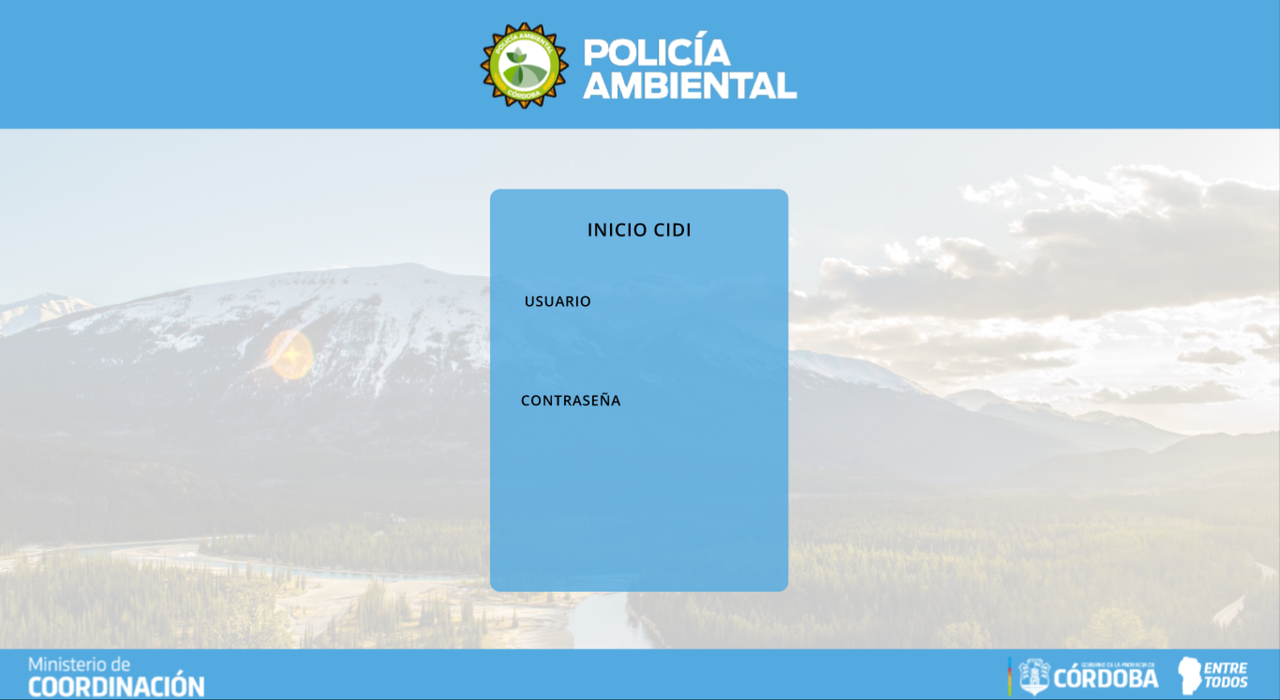 POLICÍA AMBIENTAL
CÓRDOBA
POLICÍA
AMBIENTAL
INICIO CIDI
USUARIO
CONTRASEÑA
Ministerio de
COORDINACIÓN
GOBIERNO DE LA PROVINCIA DE
CÓRDOBA
ENTRE
TODOS